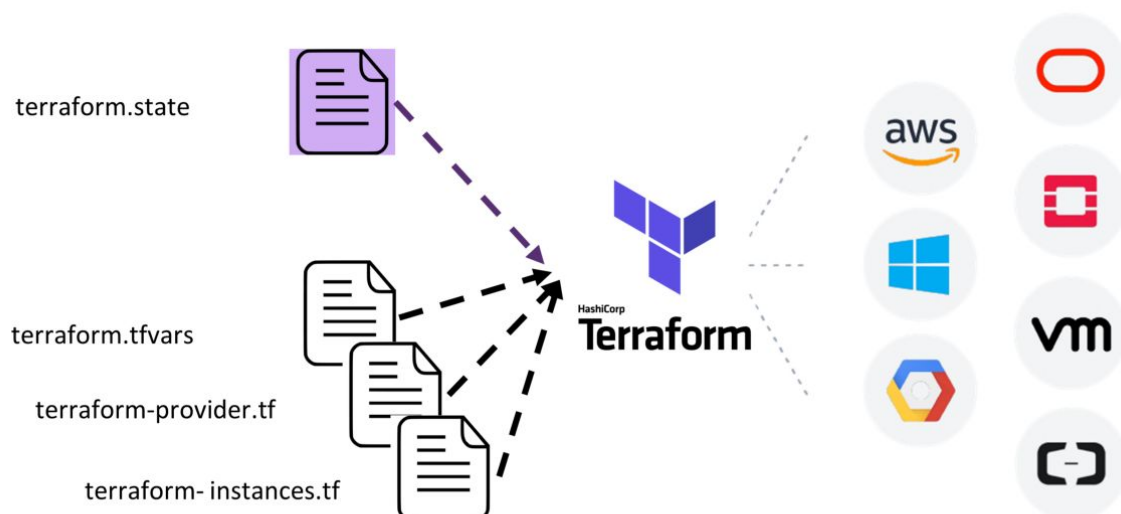 terraform.state
aws
HashiCorp
Terraform
terraform.tfvars
vm
terraform-provider.tf
terraform- instances.tf